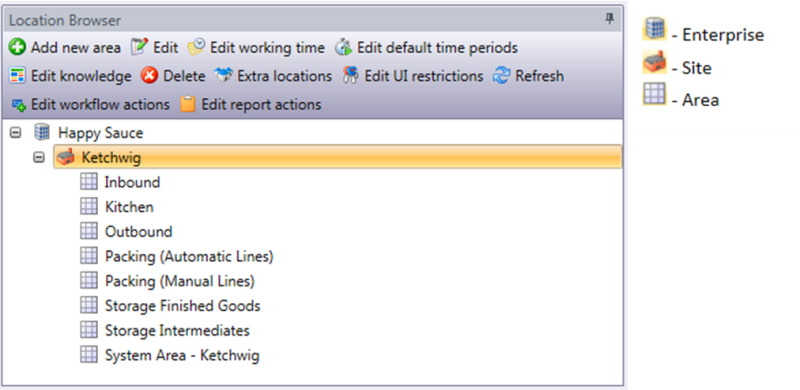 Location Browser
Add new area Edit Edit working time Edit default time periods
Edit knowledge Delete Extra locations Edit UI restrictions Refresh
Edit workflow actions Edit report actions
Happy Sauce
Ketchwig
Inbound
Kitchen
Outbound
Packing (Automatic Lines)
Packing (Manual Lines)
Storage Finished Goods
Storage Intermediates
System Area - Ketchwig
- Enterprise
- Site
- Area